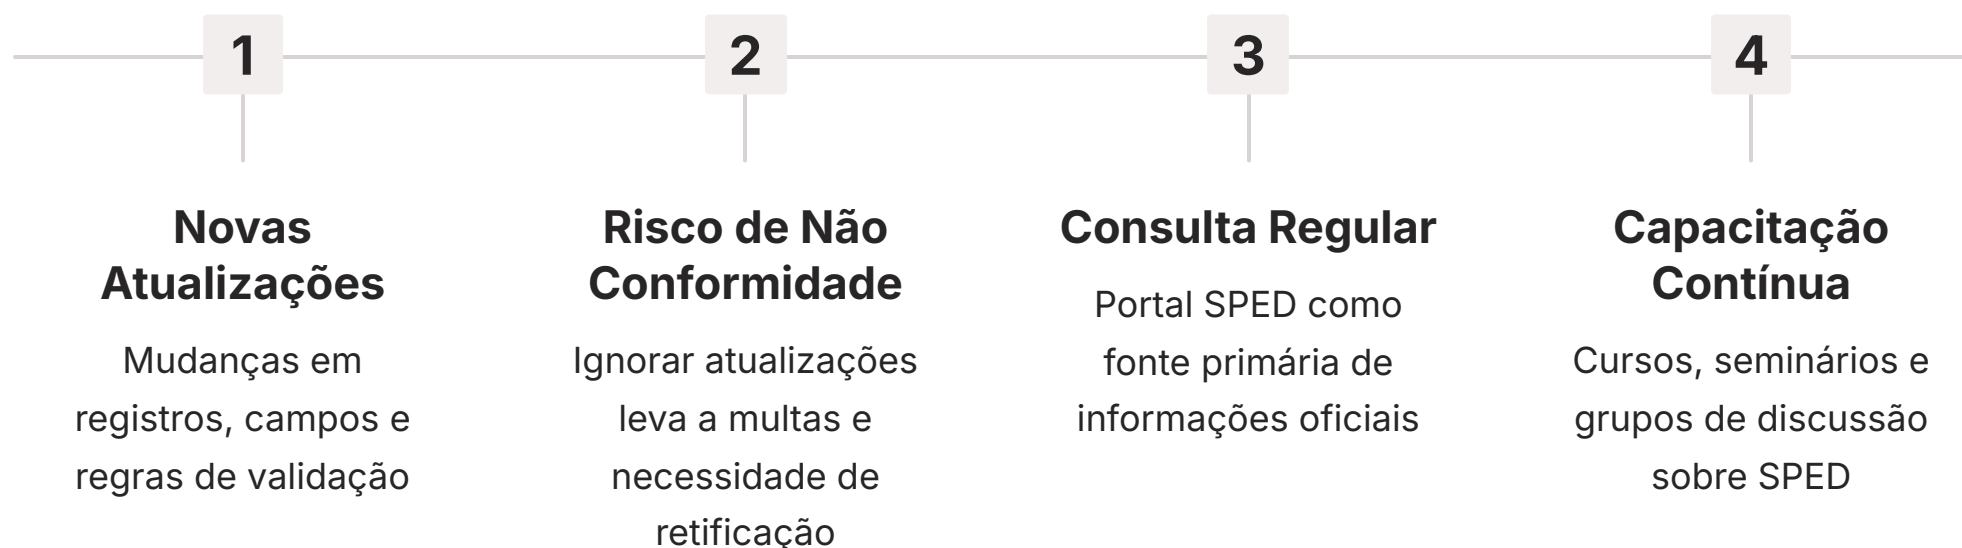 1
Novas
Atualizações
Mudanças em
registros, campos e
regras de validação
2
Risco de Não
Conformidade
Ignorar atualizações
leva a multas e
necessidade de
retificação
3
Consulta Regular
Portal SPED como
fonte primária de
informações oficiais
4
Capacitação
Contínua
Cursos, seminários e
grupos de discussão
sobre SPED